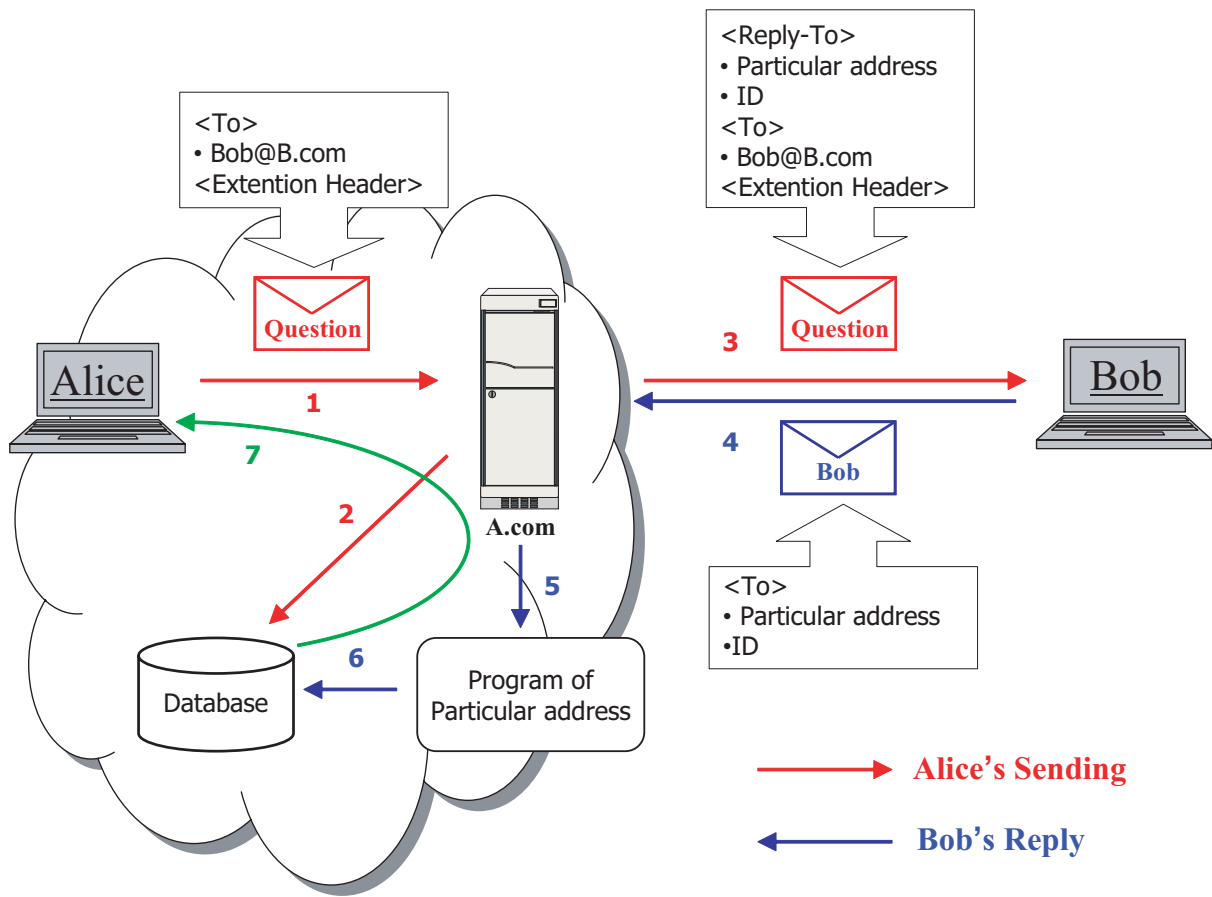 <Reply-To>
• Particular address
• ID
<To>
• Bob@B.com
<Extention Header>
<To>
• Bob@B.com
<Extention Header>
Question
Question
Alice
1
3
Bob
7
4
Bob
2
A.com
5
<To>
• Particular address
•ID
6
Database
Program of
Particular address
Alice's Sending
Bob's Reply